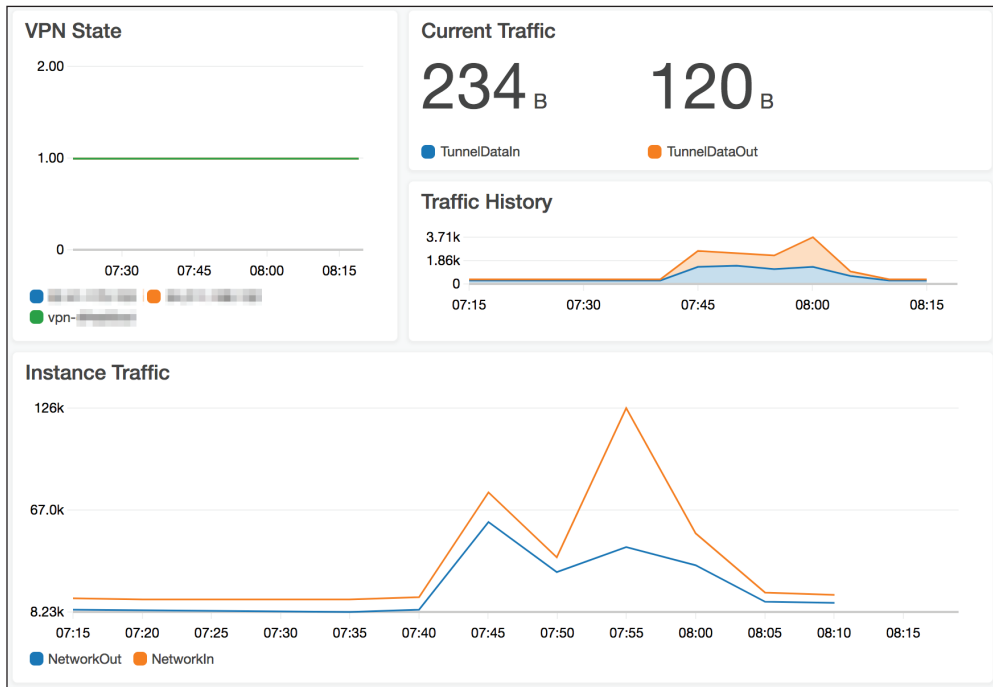 VPN State
2.00
1.00
0
07:30 07:45 08:00 08:15
vpn-
Current Traffic
234 B 120 B
TunnelDataIn TunnelDataOut
Traffic History
3.71k
1.86k
0
07:15 07:30 07:45 08:00 08:15
Instance Traffic
126k
67.0k
8.23k
07:15 07:20 07:25 07:30 07:35 07:40 07:45 07:50 07:55 08:00 08:05 08:10 08:15
NetworkOut NetworkIn